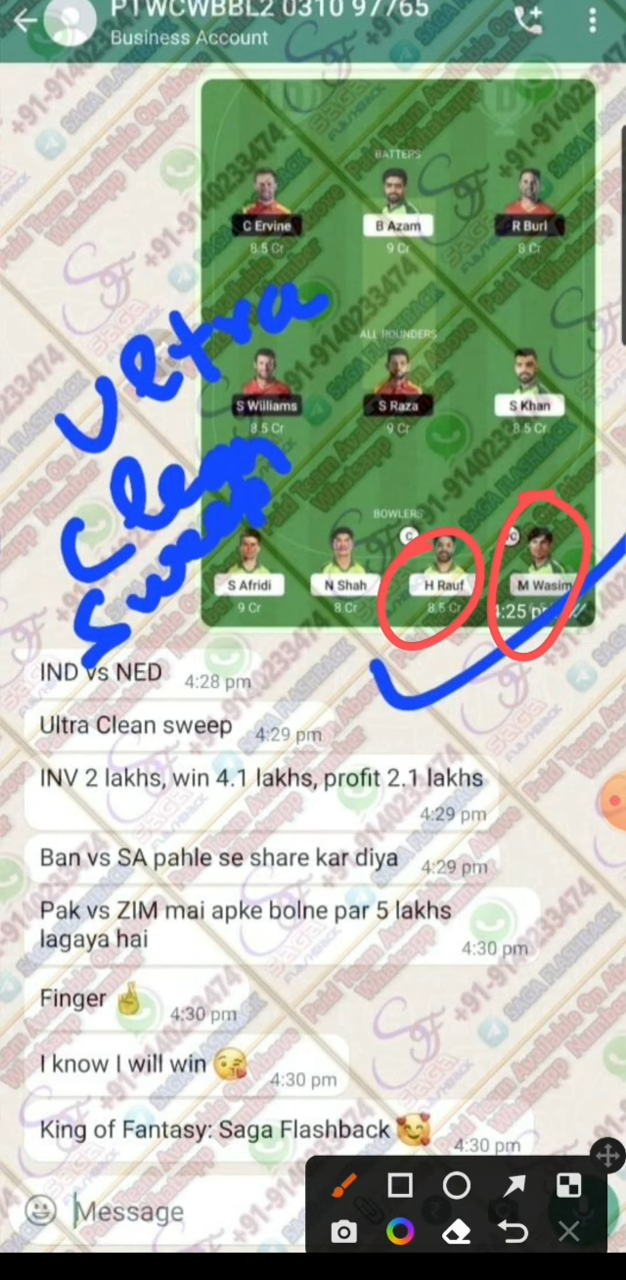 PTWCWBBL2 0310 97765
Business Account
BATTERS
C Ervine
B Azam
R Burl
8.5 Cr
9 Cr
8 Cr
ALL ROUNDERS
S Williams
S Raza
S Khan
8.5 Cr
9 Cr
8.5 Cr
BOWLERS
C
S Afridi
N Shah
H Rauf
M Wasim
9 Cr
8 Cr
8.5 Cr
4:25 pm
Ultra
Clean
Sweep
IND vs NED
4:28 pm
Ultra Clean sweep
4:29 pm
INV 2 lakhs, win 4.1 lakhs, profit 2.1 lakhs
4:29 pm
Ban vs SA pahle se share kar diya
4:29 pm
Pak vs ZIM mai apke bolne par 5 lakhs
lagaya hai
4:30 pm
Finger 🤞
4:30 pm
I know I will win 😘
4:30 pm
King of Fantasy: Saga Flashback 🥰
4:30 pm
Message
+91-9140233474
SAGA FLASHBACK
Paid Team Available On Above
Whatsapp Number